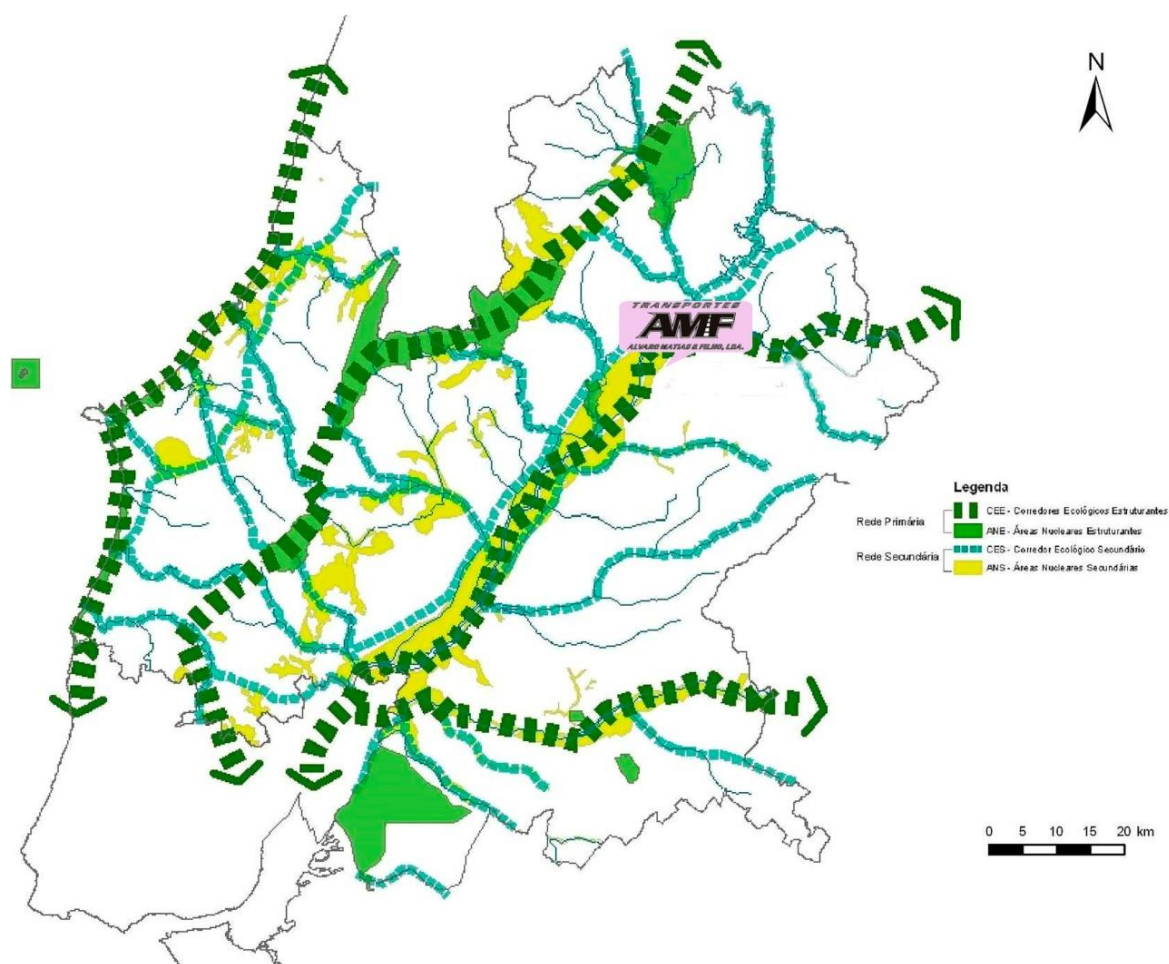 N
TRANSPORTES
AMF
ALVARO MATIAS & FILHO, LDA.
Legenda
Rede Primária
CEE - Corredores Ecológicos Estruturantes
ANE - Áreas Nucleares Estruturantes
Rede Secundária
CES - Corredor Ecológico Secundário
ANS - Áreas Nucleares Secundárias
0 5 10 15 20 km